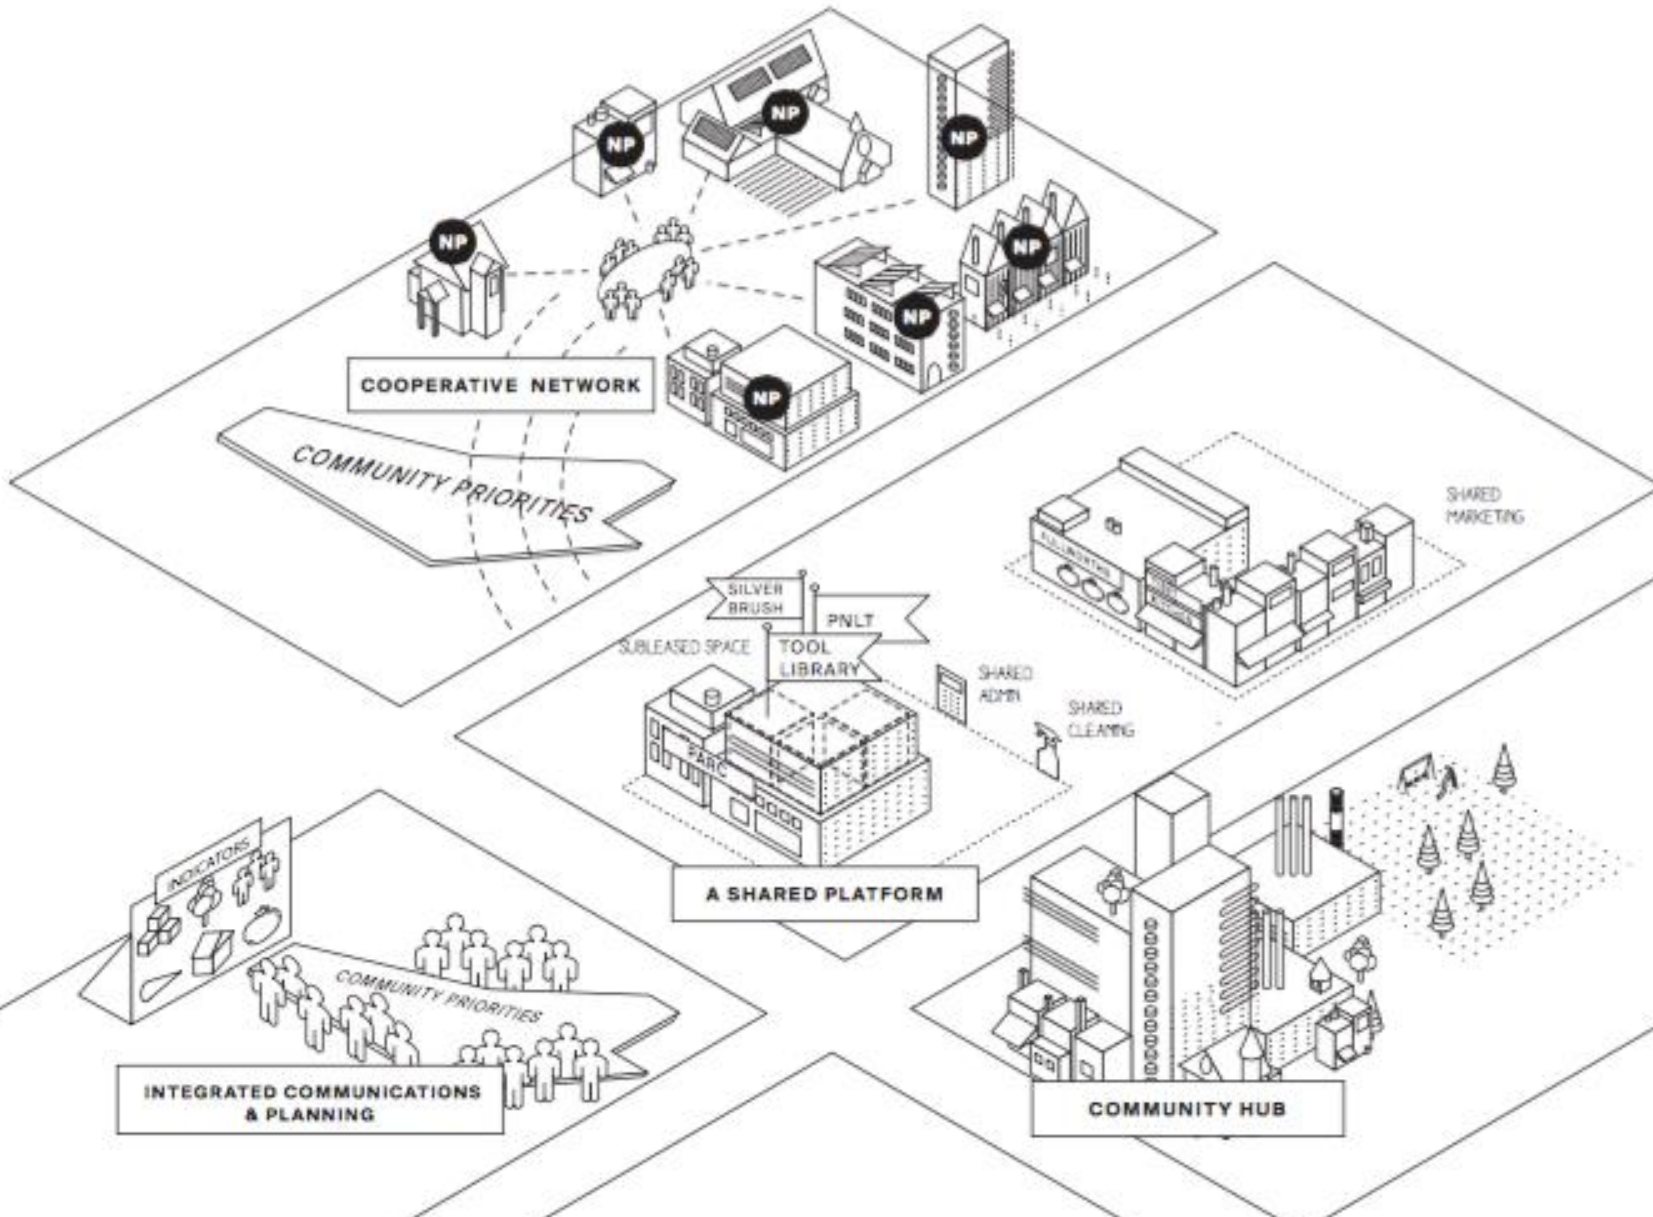 NP
NP
NP
NP
NP
NP
NP
COOPERATIVE NETWORK
COMMUNITY PRIORITIES
SHARED
MARKETING
SILVER
BRUSH
PNLT
SUBLEASED SPACE
TOOL
LIBRARY
SHARED
ADMIN
SHARED
CLEANING
PARC
A SHARED PLATFORM
INDICATORS
COMMUNITY PRIORITIES
INTEGRATED COMMUNICATIONS
& PLANNING
COMMUNITY HUB